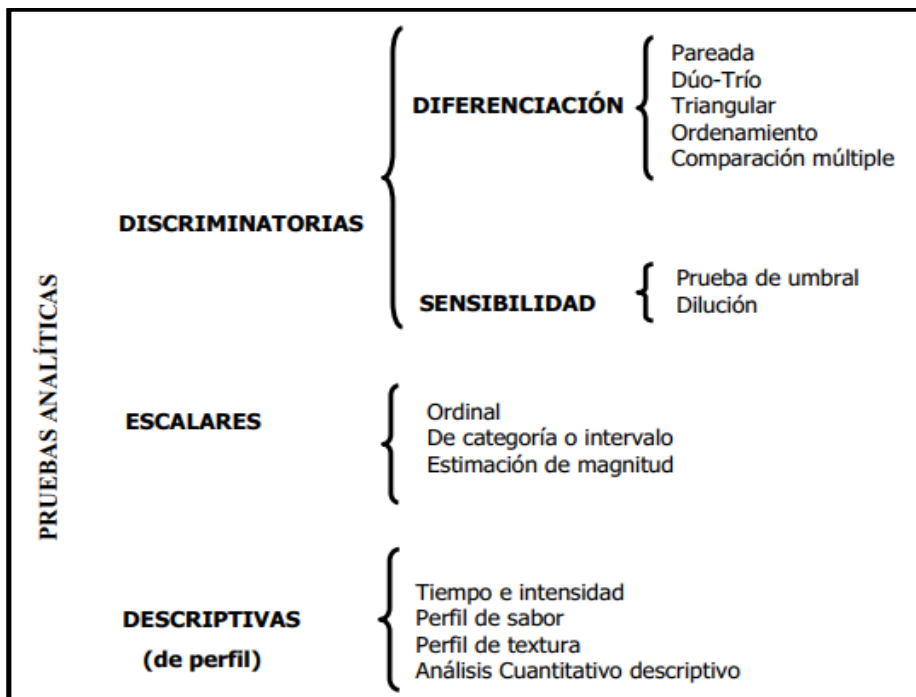 PRUEBAS ANALÍTICAS
DISCRIMINATORIAS
DIFERENCIACIÓN
Pareada
Dúo-Trío
Triangular
Ordenamiento
Comparación múltiple
SENSIBILIDAD
Prueba de umbral
Dilución
ESCALARES
Ordinal
De categoría o intervalo
Estimación de magnitud
DESCRIPTIVAS
(de perfil)
Tiempo e intensidad
Perfil de sabor
Perfil de textura
Análisis Cuantitativo descriptivo